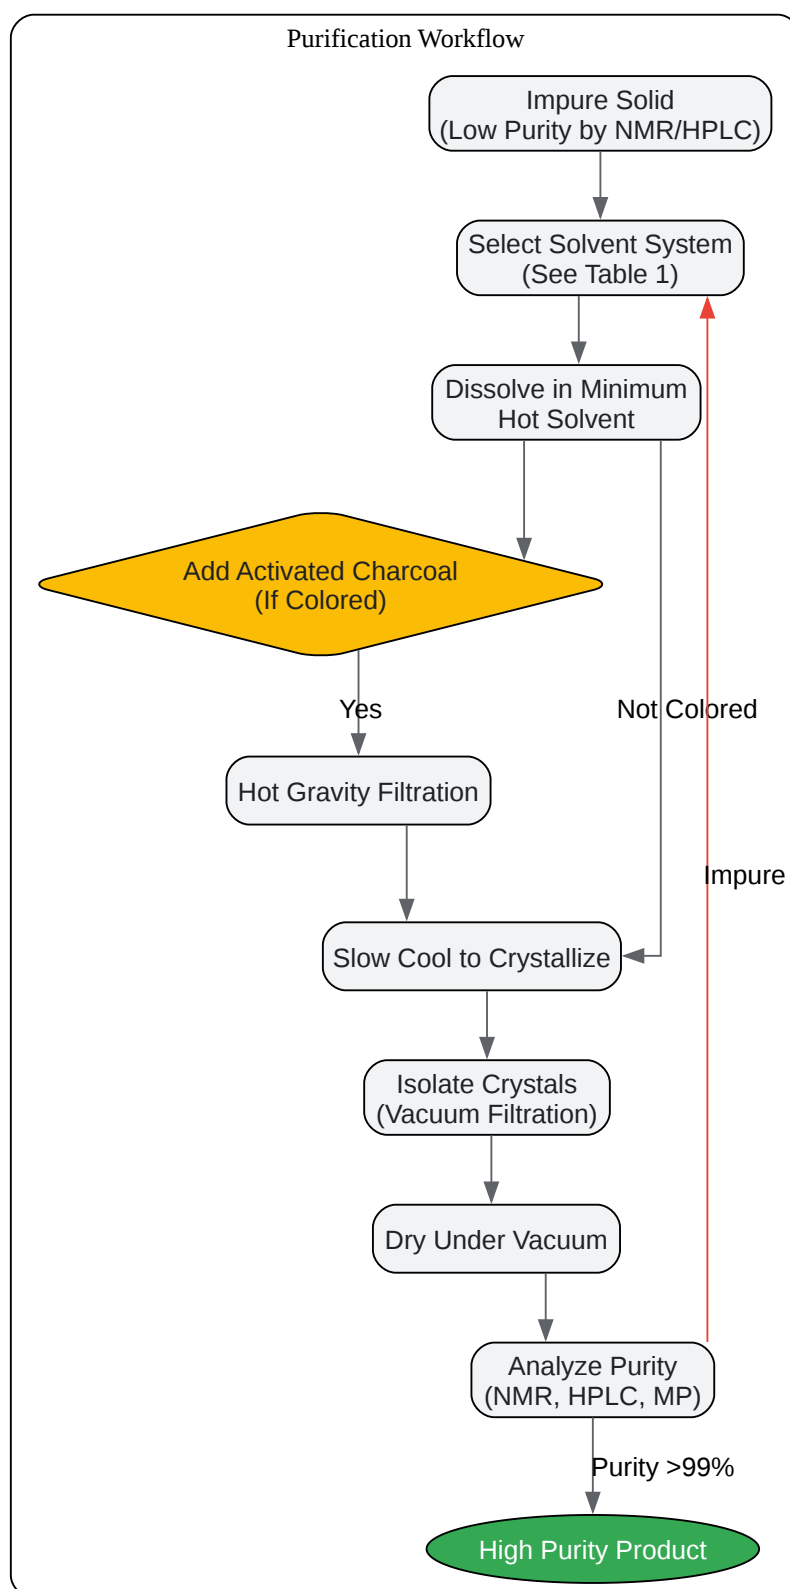 Purification Workflow
Impure Solid
(Low Purity by NMR/HPLC)
Select Solvent System
(See Table 1)
Dissolve in Minimum
Hot Solvent
Add Activated Charcoal
(If Colored)
Yes
Not Colored
Hot Gravity Filtration
Impure
Slow Cool to Crystallize
Isolate Crystals
(Vacuum Filtration)
Dry Under Vacuum
Analyze Purity
(NMR, HPLC, MP)
Purity >99%
High Purity Product